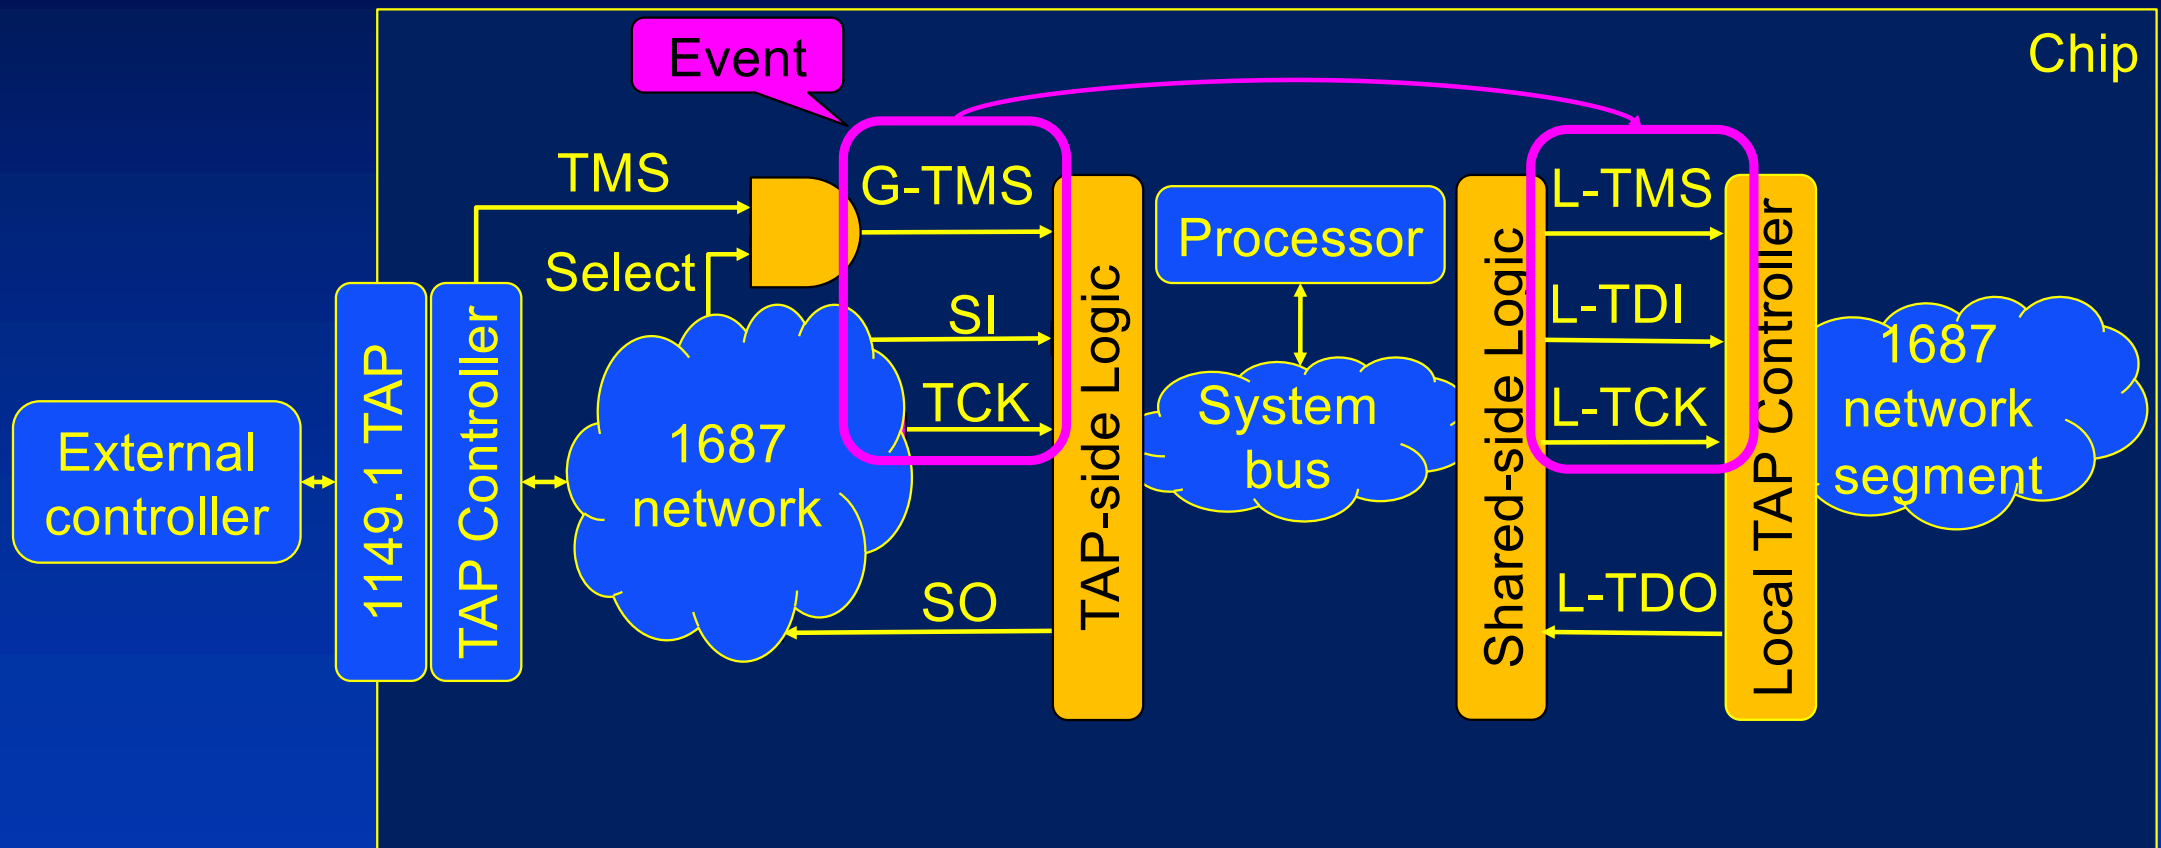 Chip
Event
TMS
G-TMS
L-TMS
Processor
Select
SI
L-TDI
TCK
L-TCK
External
controller
1149.1 TAP
TAP Controller
1687
network
TAP-side Logic
System
bus
Shared-side Logic
Local TAP Controller
1687
network
segment
SO
L-TDO